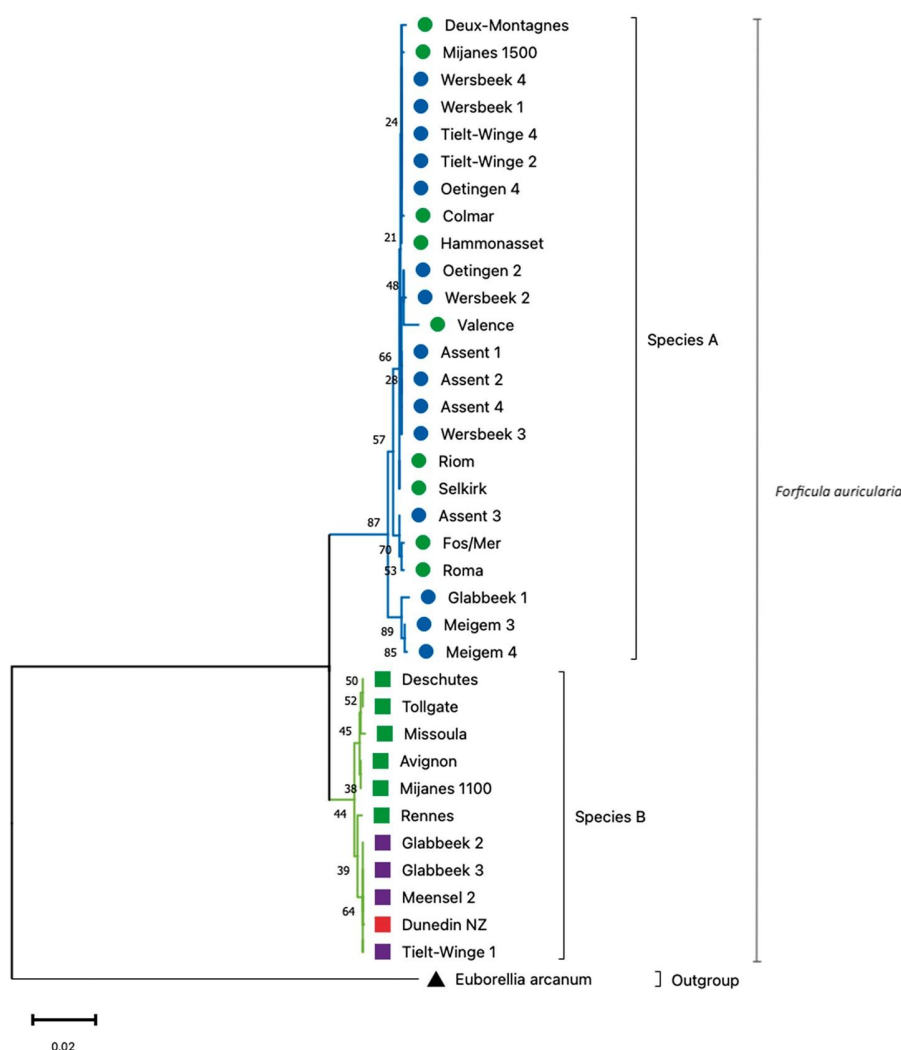 Deux-Montagnes
Mijanes 1500
Wersbeek 4
Wersbeek 1
24
Tielt-Winge 4
Tielt-Winge 2
Oetingen 4
Colmar
21
Hammonasset
Oetingen 2
48
Wersbeek 2
Valence
Species A
66
Assent 1
28
Assent 2
Assent 4
57
Wersbeek 3
Riom
Selkirk
Forficula auricularia
87
Assent 3
70
Fos/Mer
53
Roma
Glabbeek 1
89
Meigem 3
85
Meigem 4
50
Deschutes
52
Tollgate
45
Missoula
Avignon
38
Mijanes 1100
44
Rennes
Species B
Glabbeek 2
39
Glabbeek 3
Meensel 2
64
Dunedin NZ
Tielt-Winge 1
Euborellia arcanum
Outgroup
0.02